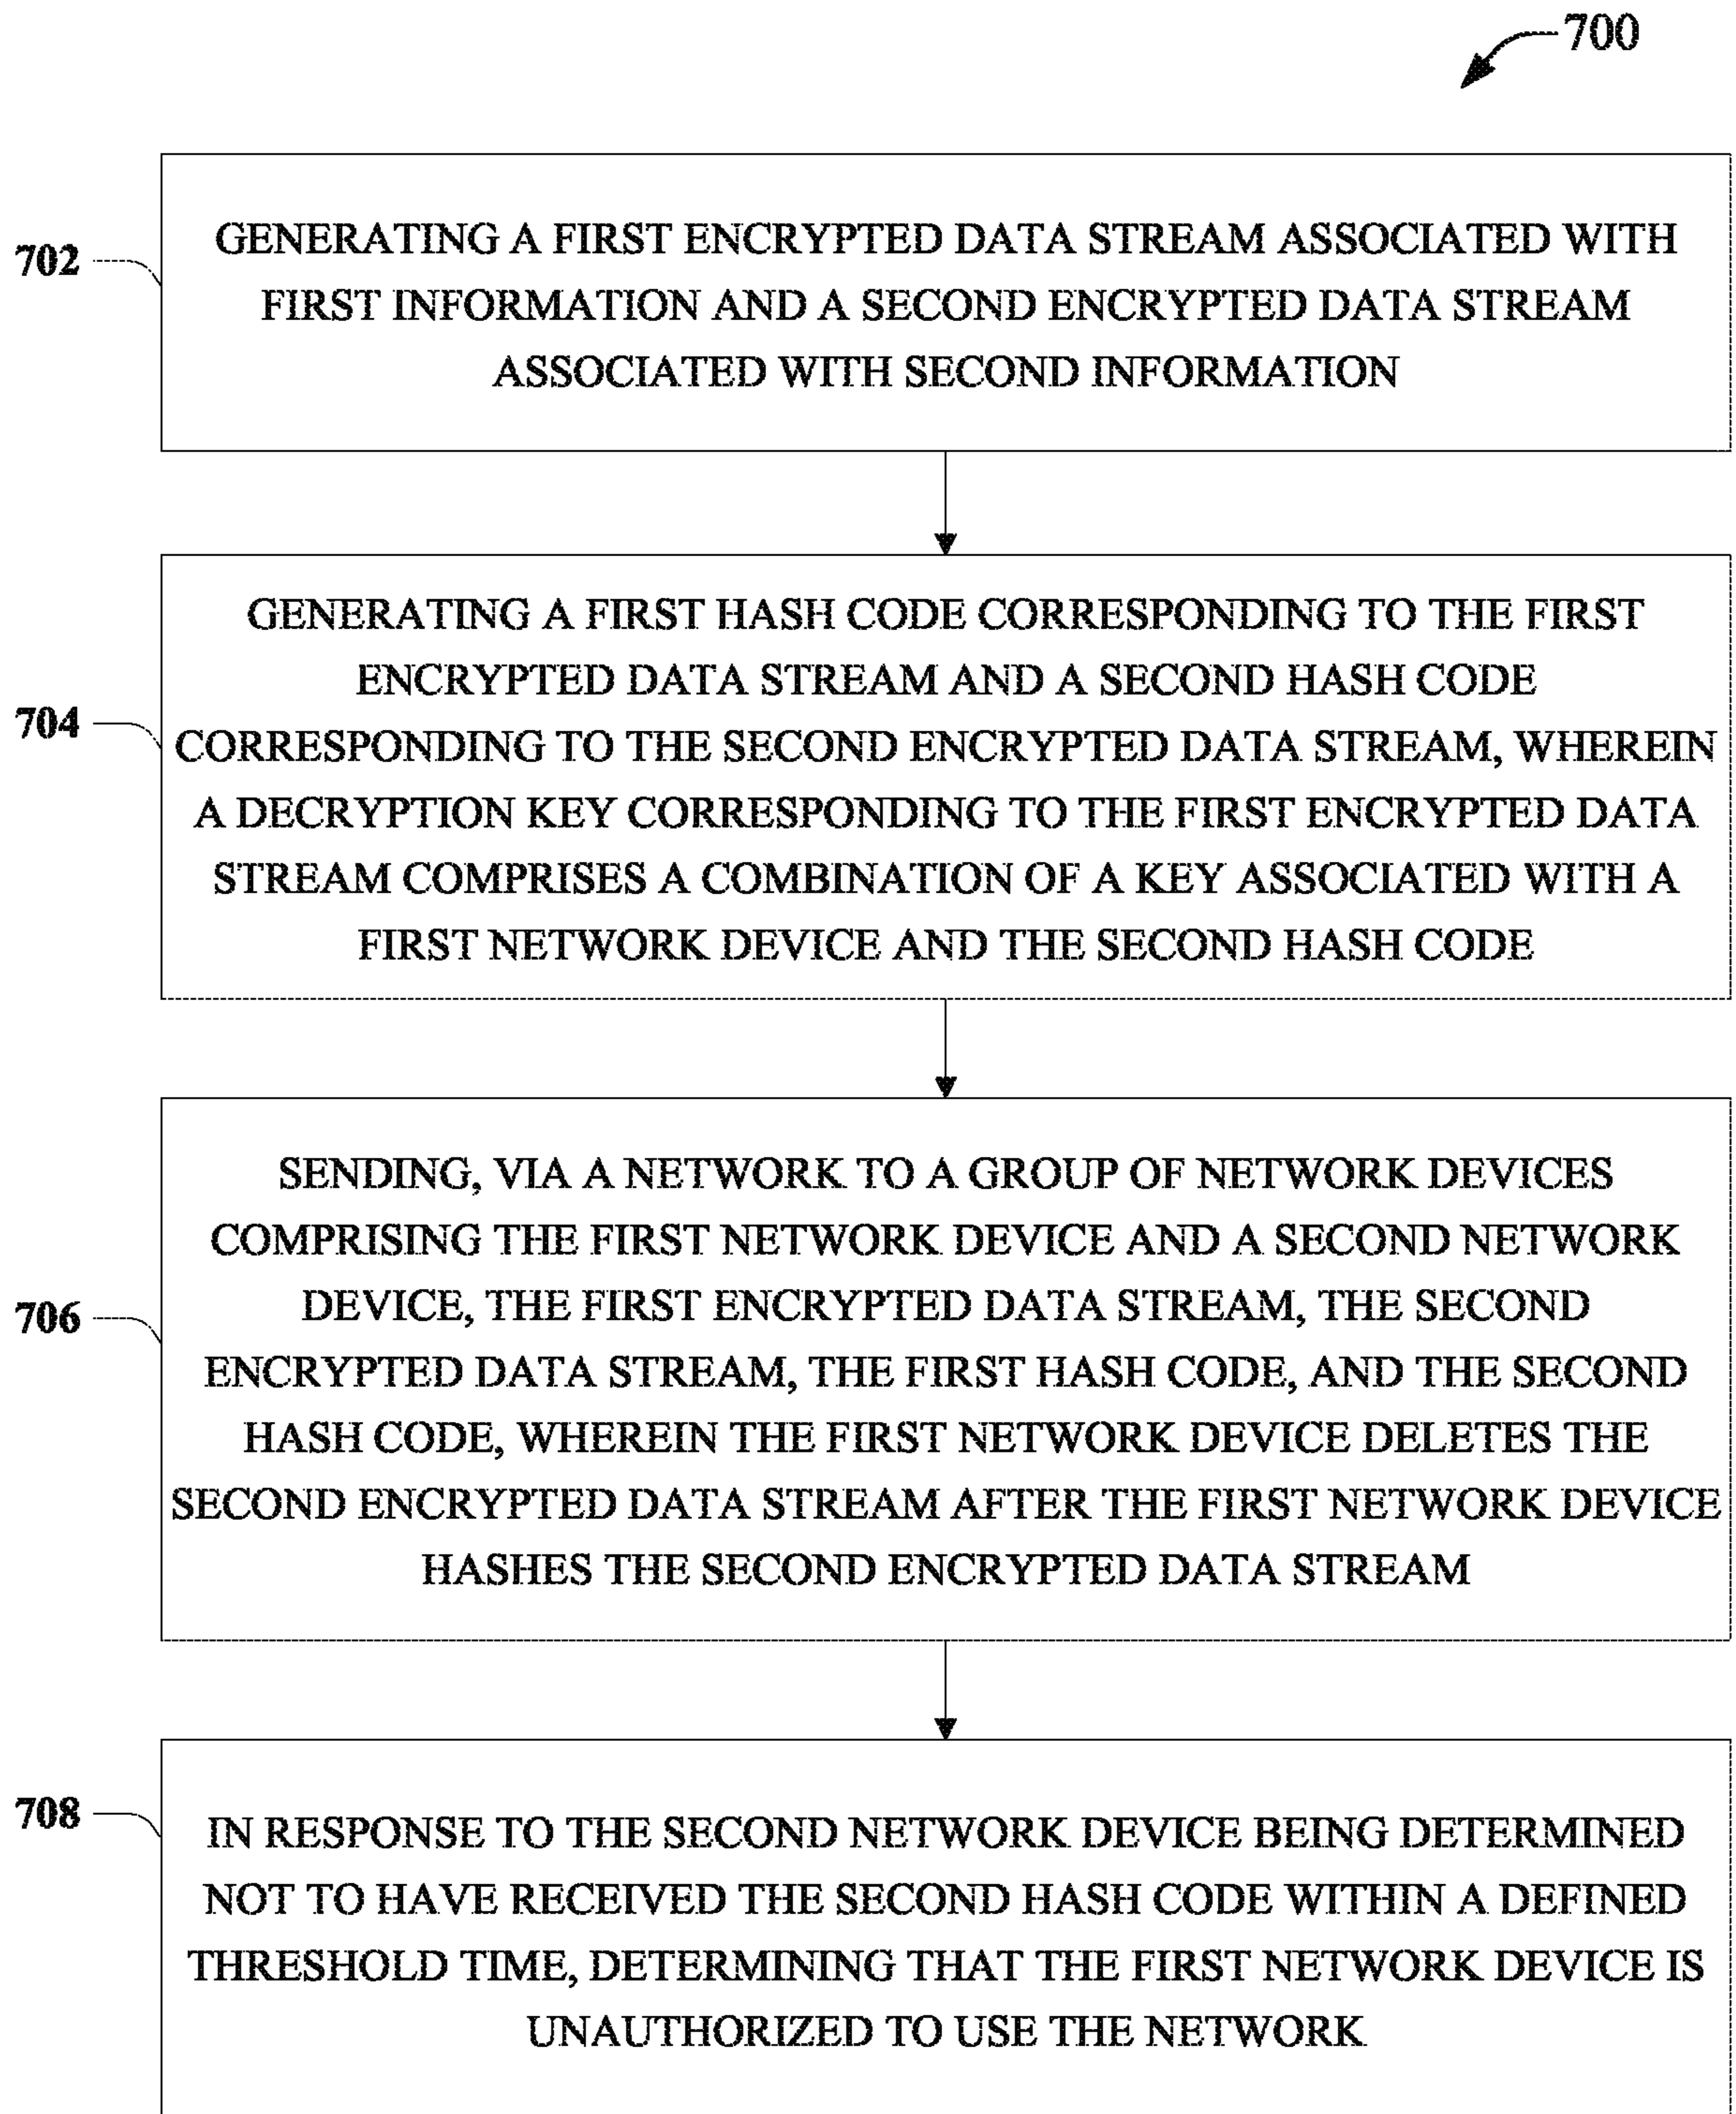 700
702
GENERATING A FIRST ENCRYPTED DATA STREAM ASSOCIATED WITH
FIRST INFORMATION AND A SECOND ENCRYPTED DATA STREAM
ASSOCIATED WITH SECOND INFORMATION
704
GENERATING A FIRST HASH CODE CORRESPONDING TO THE FIRST
ENCRYPTED DATA STREAM AND A SECOND HASH CODE
CORRESPONDING TO THE SECOND ENCRYPTED DATA STREAM, WHEREIN
A DECRYPTION KEY CORRESPONDING TO THE FIRST ENCRYPTED DATA
STREAM COMPRISES A COMBINATION OF A KEY ASSOCIATED WITH A
FIRST NETWORK DEVICE AND THE SECOND HASH CODE
706
SENDING, VIA A NETWORK TO A GROUP OF NETWORK DEVICES
COMPRISING THE FIRST NETWORK DEVICE AND A SECOND NETWORK
DEVICE, THE FIRST ENCRYPTED DATA STREAM, THE SECOND
ENCRYPTED DATA STREAM, THE FIRST HASH CODE, AND THE SECOND
HASH CODE, WHEREIN THE FIRST NETWORK DEVICE DELETES THE
SECOND ENCRYPTED DATA STREAM AFTER THE FIRST NETWORK DEVICE
HASHES THE SECOND ENCRYPTED DATA STREAM
708
IN RESPONSE TO THE SECOND NETWORK DEVICE BEING DETERMINED
NOT TO HAVE RECEIVED THE SECOND HASH CODE WITHIN A DEFINED
THRESHOLD TIME, DETERMINING THAT THE FIRST NETWORK DEVICE IS
UNAUTHORIZED TO USE THE NETWORK